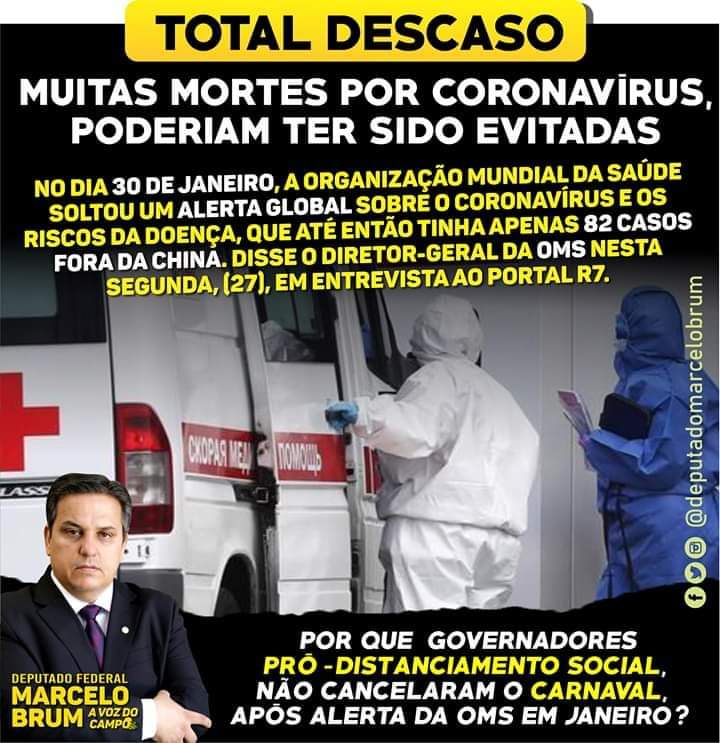 TOTAL DESCASO
MUITAS MORTES POR CORONAVÍRUS,
PODERIAM TER SIDO EVITADAS
NO DIA 30 DE JANEIRO, A ORGANIZAÇÃO MUNDIAL DA SAÚDE
SOLTOU UM ALERTA GLOBAL SOBRE O CORONAVÍRUS E OS
RISCOS DA DOENÇA, QUE ATÉ ENTÃO TINHA APENAS 82 CASOS
FORA DA CHINA. DISSE O DIRETOR-GERAL DA OMS NESTA
SEGUNDA, (27), EM ENTREVISTA AO PORTAL R7.
@deputadomarcelobrum
СКОРАЯ МЕД
ПОМОЩЬ
CLASS
DEPUTADO FEDERAL
MARCELO
BRUM A VOZ DO
CAMPO
POR QUE GOVERNADORES
PRÓ-DISTANCIAMENTO SOCIAL,
NÃO CANCELARAM O CARNAVAL,
APÓS ALERTA DA OMS EM JANEIRO?